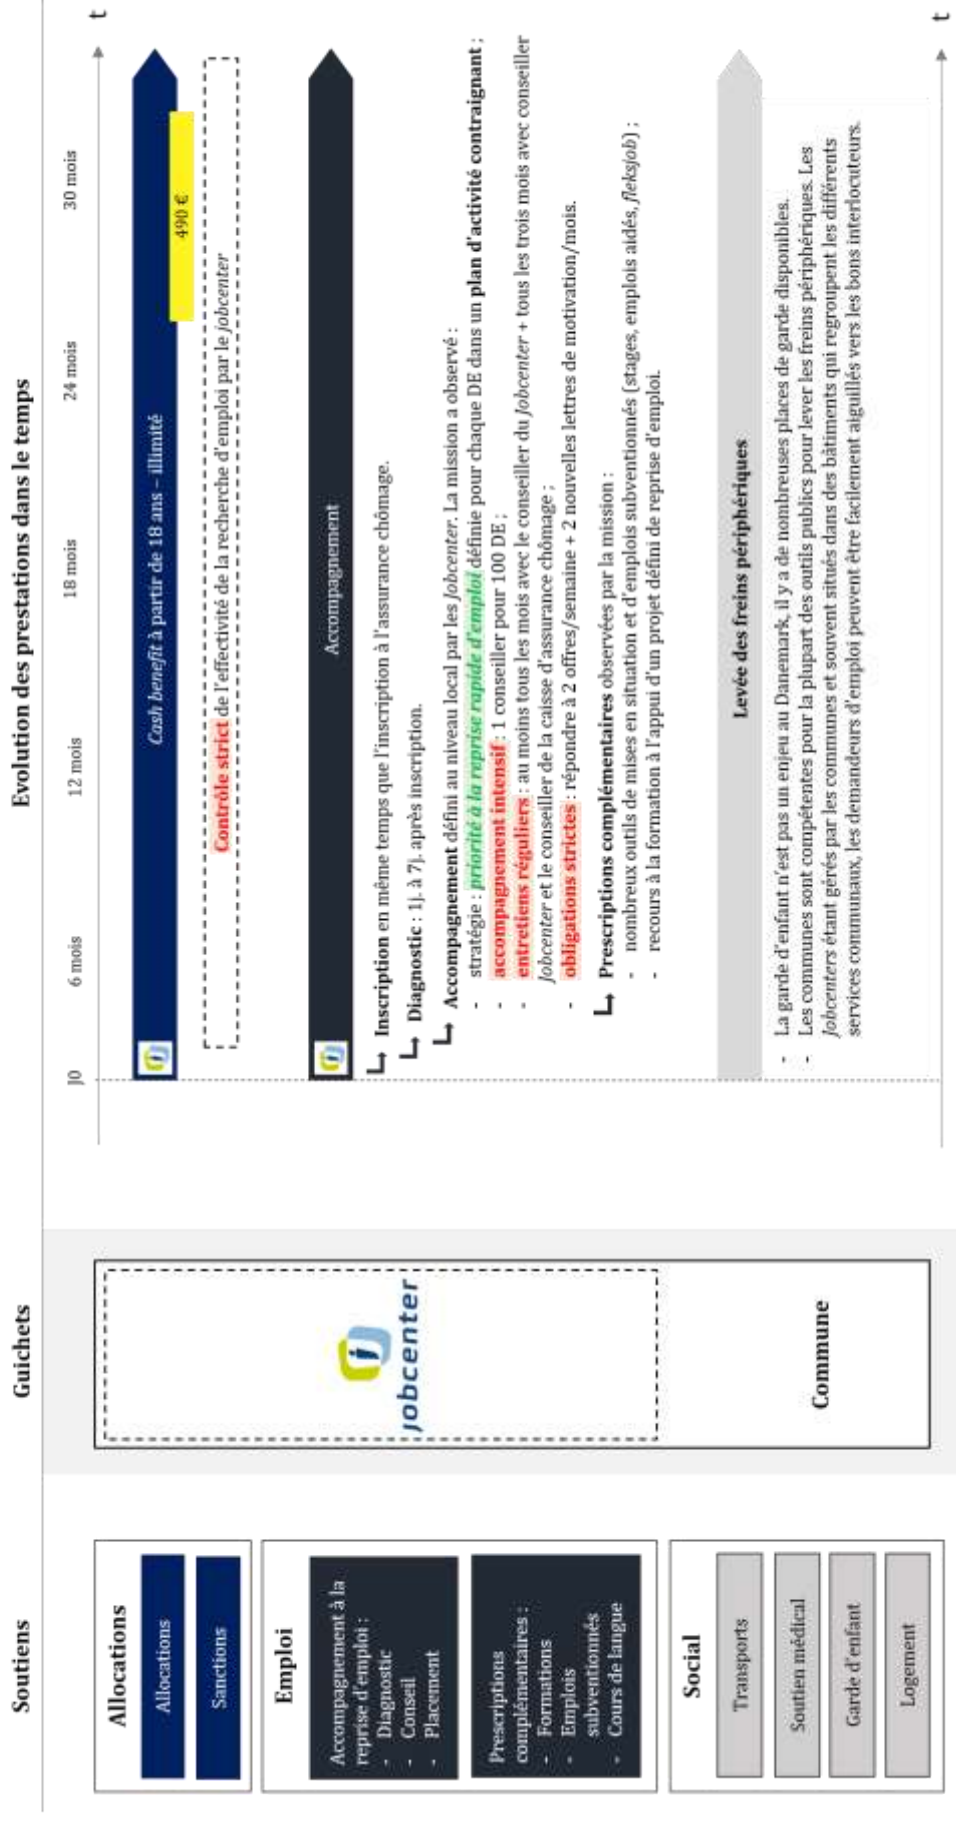 Soutiens
Guichets
Evolution des prestations dans le temps
J0
6 mois
12 mois
18 mois
24 mois
30 mois
t
Allocations
Allocations
Sanctions
Cash benefit à partir de 18 ans – illimité
490 €
Contrôle strict de l'effectivité de la recherche d'emploi par le jobcenter
Emploi
Accompagnement à la
reprise d'emploi :
- Diagnostic
- Conseil
- Placement
Prescriptions
complémentaires :
- Formations
- Emplois
subventionnés
- Cours de langue
jobcenter
Accompagnement
Inscription en même temps que l'inscription à l'assurance chômage.
Diagnostic : 1j. à 7j. après inscription.
Accompagnement défini au niveau local par les Jobcenter. La mission a observé :
- stratégie : priorité à la reprise rapide d'emploi définie pour chaque DE dans un plan d'activité contraignant ;
- accompagnement intensif : 1 conseiller pour 100 DE ;
- entretiens réguliers : au moins tous les mois avec le conseiller du Jobcenter + tous les trois mois avec conseiller
Jobcenter et le conseiller de la caisse d'assurance chômage ;
- obligations strictes : répondre à 2 offres/semaine + 2 nouvelles lettres de motivation/mois.
Prescriptions complémentaires observées par la mission :
- nombreux outils de mises en situation et d'emplois subventionnés (stages, emplois aidés, fleksjob) ;
- recours à la formation à l'appui d'un projet défini de reprise d'emploi.
Social
Transports
Soutien médical
Garde d'enfant
Logement
Commune
Levée des freins périphériques
- La garde d'enfant n'est pas un enjeu au Danemark, il y a de nombreuses places de garde disponibles.
- Les communes sont compétentes pour la plupart des outils publics pour lever les freins périphériques. Les
Jobcenters étant gérés par les communes et souvent situés dans des bâtiments qui regroupent les différents
services communaux, les demandeurs d'emploi peuvent être facilement aiguillés vers les bons interlocuteurs.
t